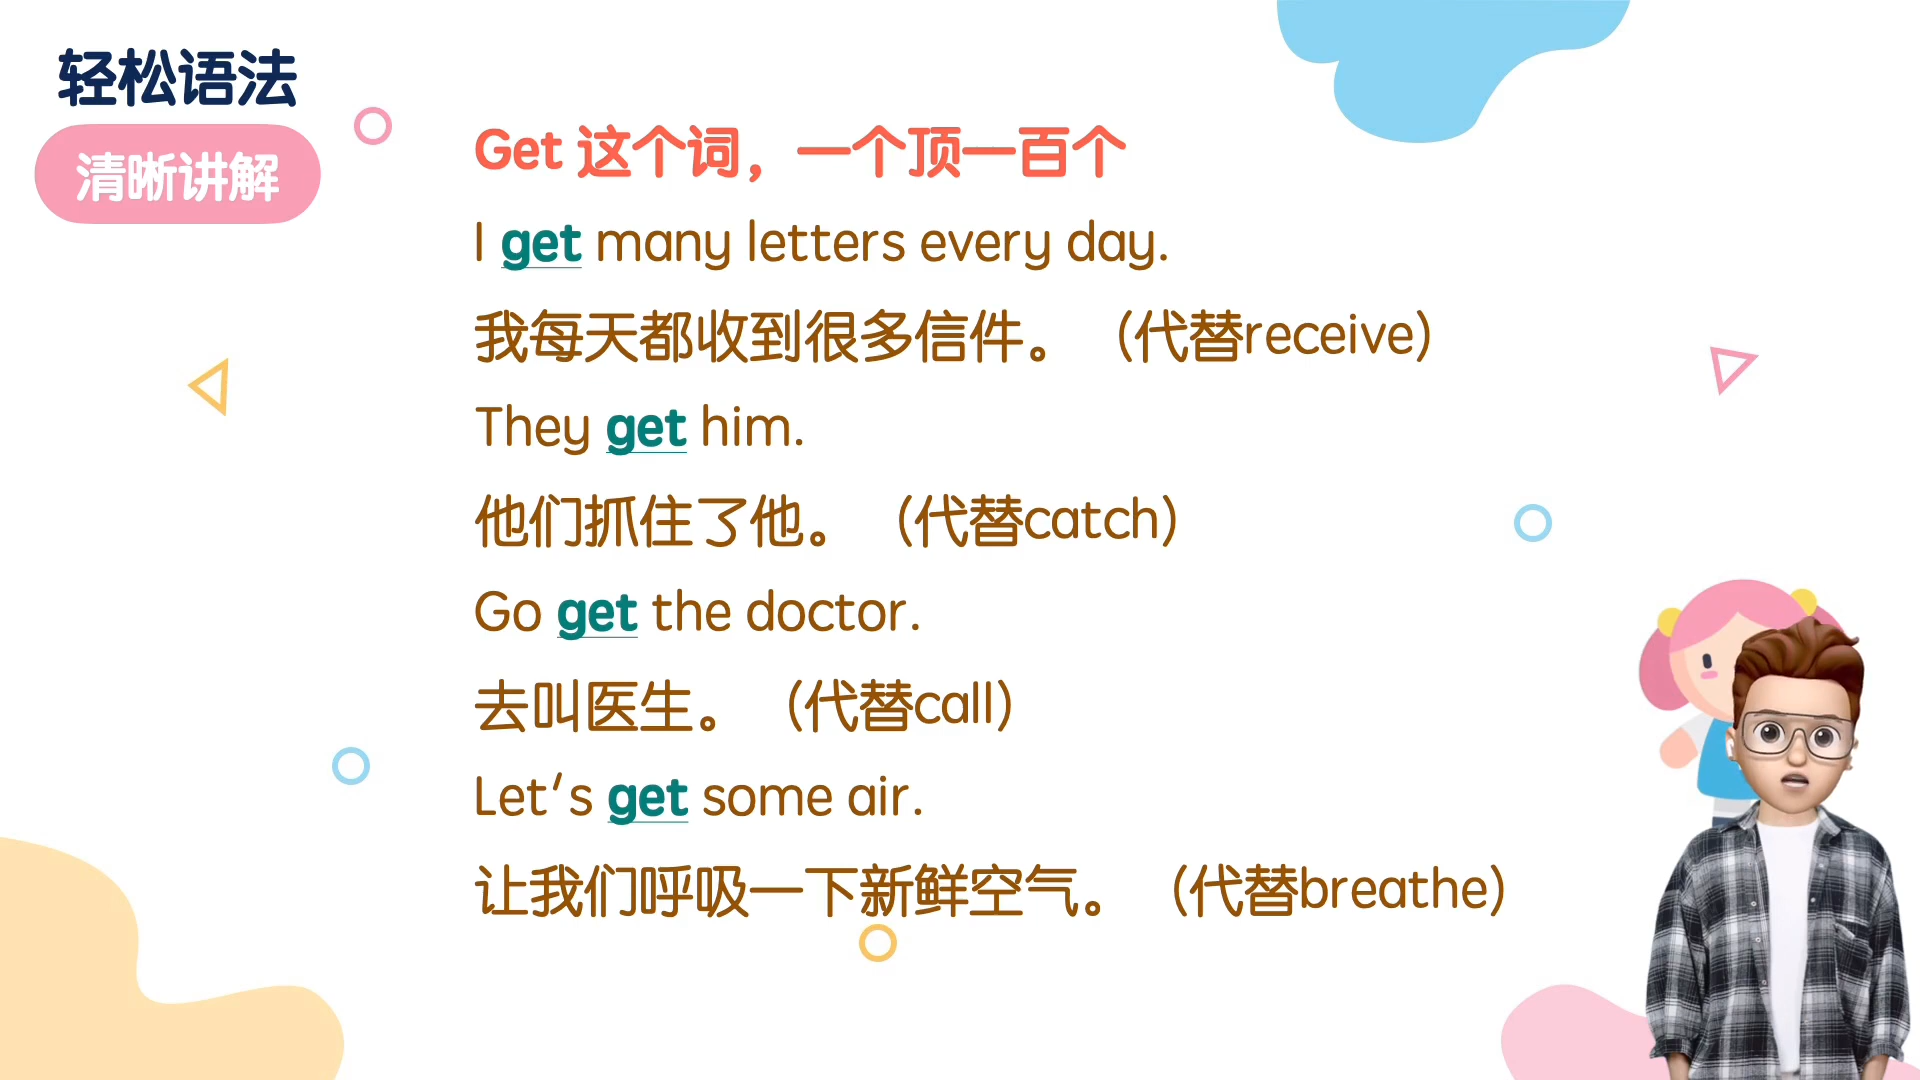 轻松语法
清晰讲解
Get 这个词，一个顶一百个
I get many letters every day.
我每天都收到很多信件。（代替receive）
They get him.
他们抓住了他。（代替catch）
Go get the doctor.
去叫医生。（代替call）
Let's get some air.
让我们呼吸一下新鲜空气。（代替breathe）